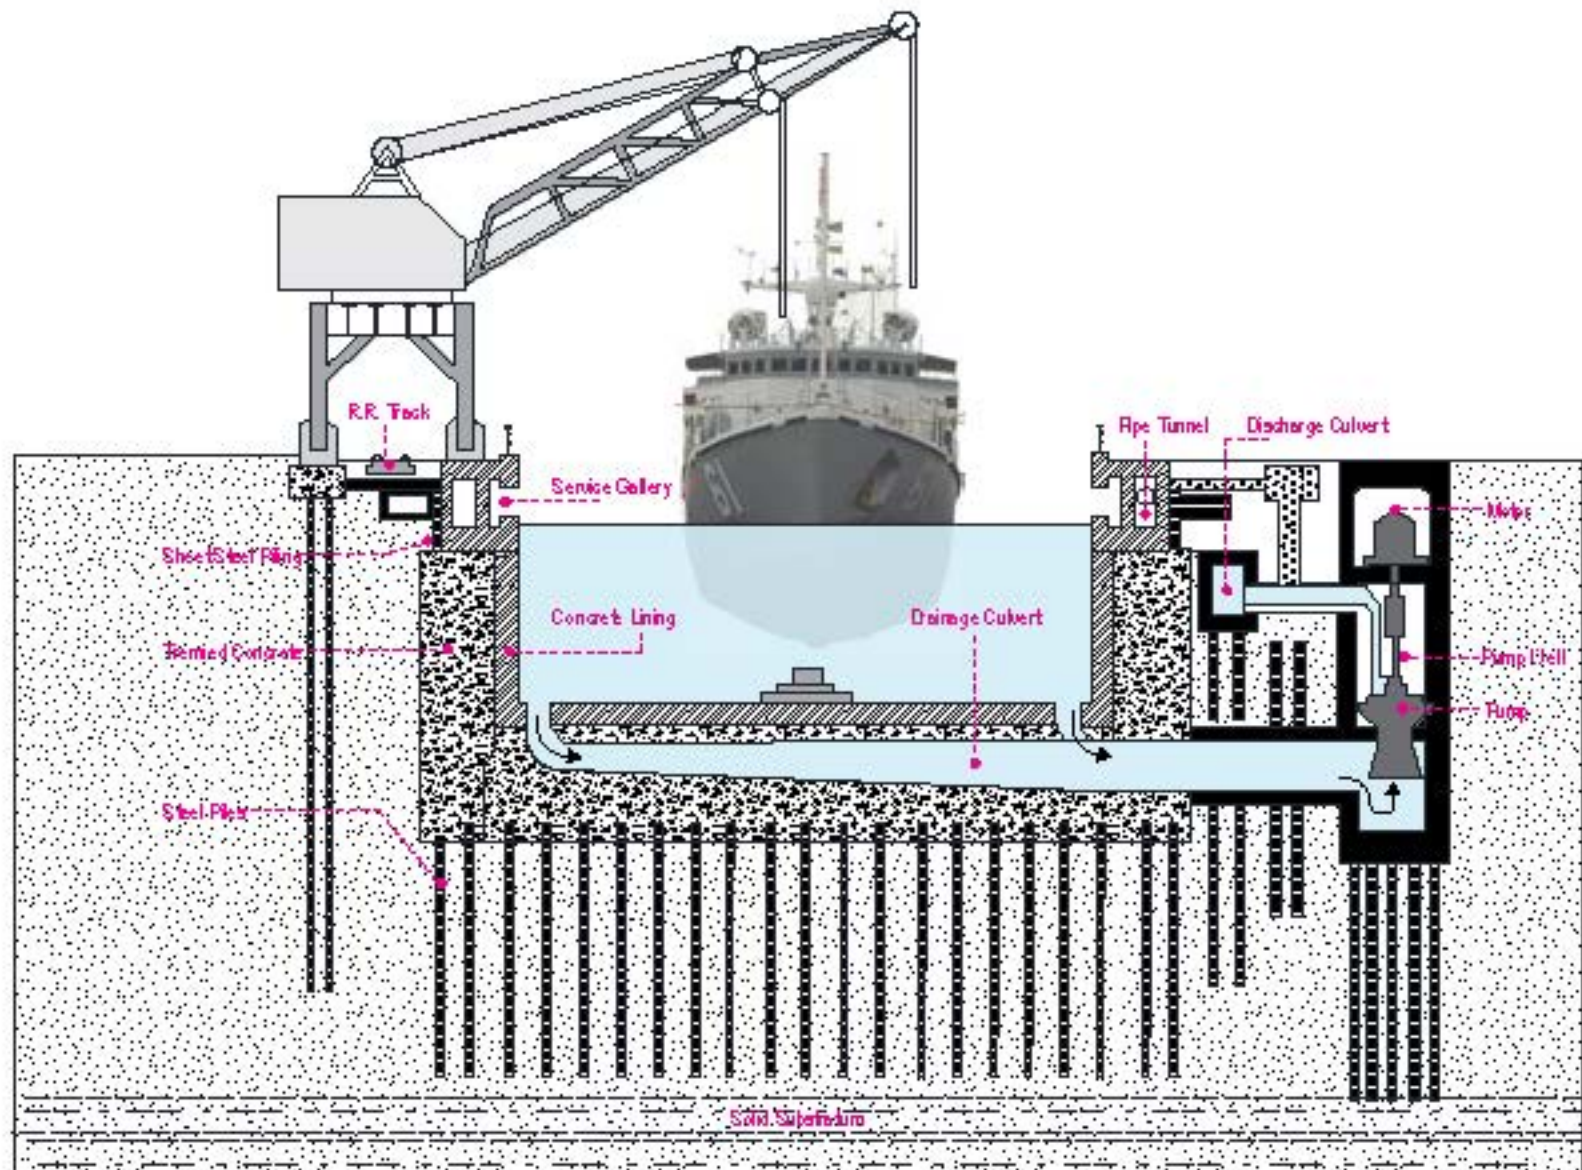 R.R. Track
Pipe Tunnel
Discharge Culvert
Service Gallery
Motor
Sheet Steel Piling
Concrete Lining
Drainage Culvert
Tremied Concrete
Pump Well
Pump
Steel Piles
Solid Substratum